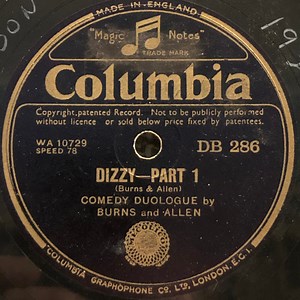 MADE IN ENGLAND
"Magic Notes"
TRADE MARK
Columbia
Copyright, patented Record. Not to be publicly performed
without licence or sold below price fixed by patentees.
WA 10729
SPEED 78
DB 286
DIZZY—PART 1
(Burns & Allen)
COMEDY DUOLOGUE by
BURNS and ALLEN
COLUMBIA GRAPHOPHONE Co. LTD, LONDON, E.C.1.